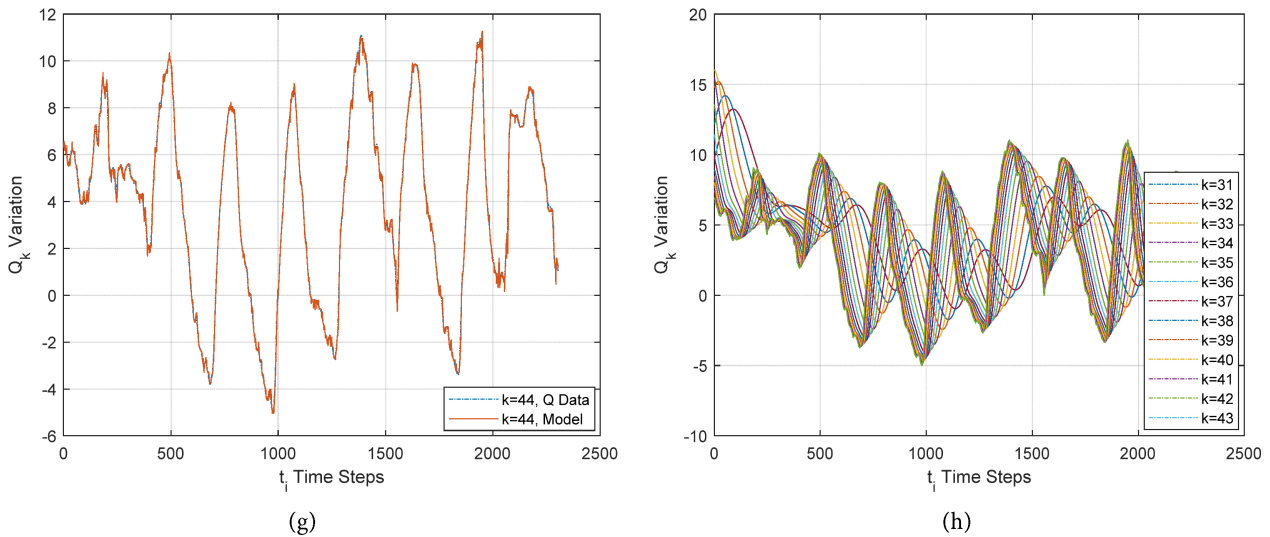 12
10
8
6
4
2
0
-2
-4
-6
Q_k Variation
0
500
1000
1500
2000
2500
t_i Time Steps
k=44, Q Data
k=44, Model
(g)
20
15
10
5
0
-5
-10
Q_k Variation
0
500
1000
1500
2000
2500
t_i Time Steps
k=31
k=32
k=33
k=34
k=35
k=36
k=37
k=38
k=39
k=40
k=41
k=42
k=43
(h)